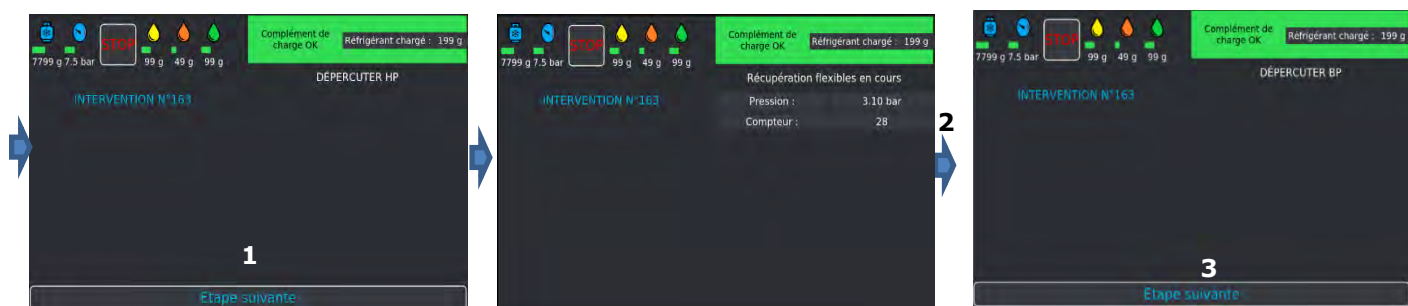 STOP
7799 g 7.5 bar 99 g 49 g 99 g
Complément de
charge OK
Réfrigérant chargé : 199 g
DÉPERCUTER HP
INTERVENTION N°163
1
Etape suivante
STOP
7799 g 7.5 bar 99 g 49 g 99 g
Complément de
charge OK
Réfrigérant chargé : 199 g
Récupération flexibles en cours
INTERVENTION N°163
Pression : 3.10 bar
Compteur : 28
2
STOP
7799 g 7.5 bar 99 g 49 g 99 g
Complément de
charge OK
Réfrigérant chargé : 199 g
DÉPERCUTER BP
INTERVENTION N°163
3
Etape suivante